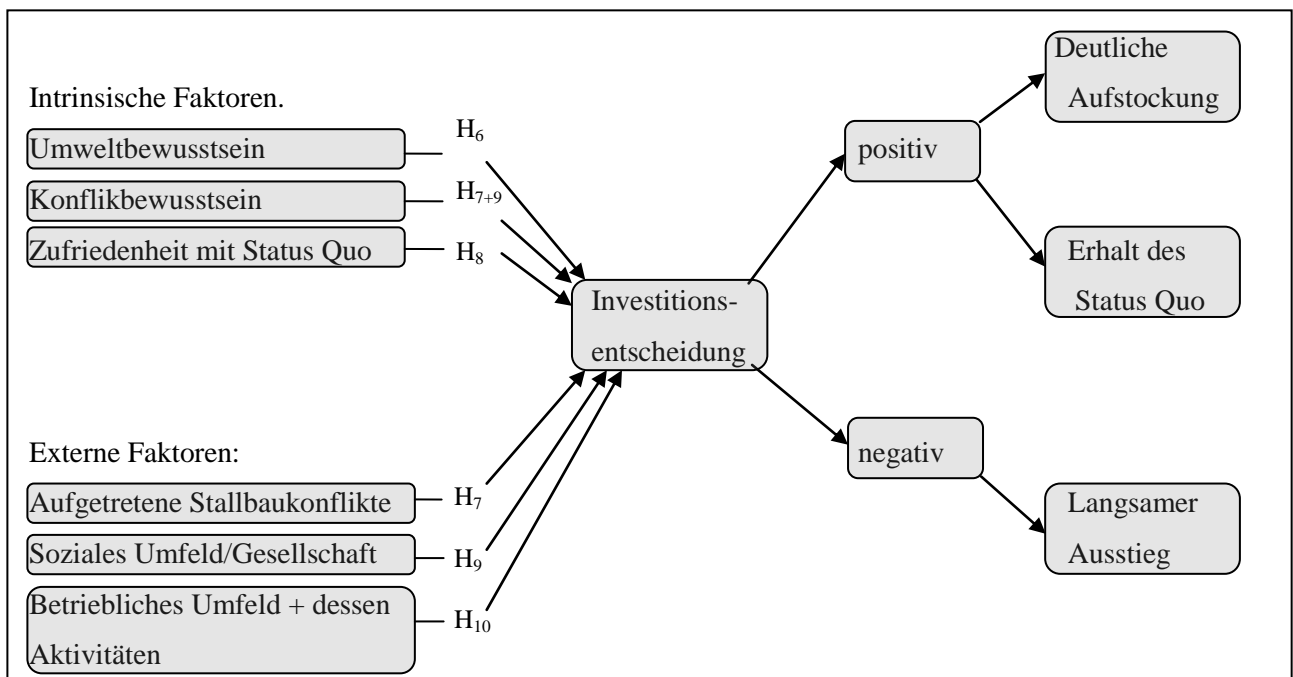 Intrinsische Faktoren.
Umweltbewusstsein
H6
Konflikbewusstsein
H7+9
Zufriedenheit mit Status Quo
H8
Externe Faktoren:
Aufgetretene Stallbaukonflikte
H7
Soziales Umfeld/Gesellschaft
H9
Betriebliches Umfeld + dessen
Aktivitäten
H10
Investitions-
entscheidung
positiv
negativ
Deutliche
Aufstockung
Erhalt des
Status Quo
Langsamer
Ausstieg